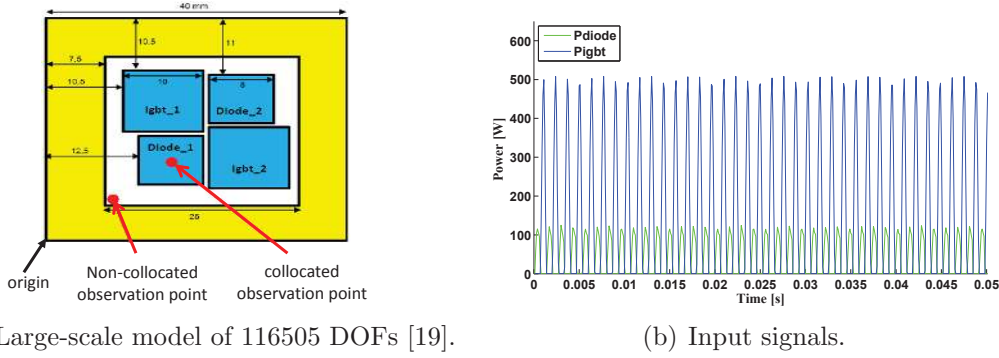 40 mm
10,5
11
7,5
10,5
10
8
Igbt_1
Diode_2
12,5
Diode_1
Igbt_2
25
origin
Non-collocated
observation point
collocated
observation point
Large-scale model of 116505 DOFs [19].
Pdiode
Pigbt
600
500
400
300
200
100
0
Power [W]
0
0.005
0.01
0.015
0.02
0.025
0.03
0.035
0.04
0.045
0.05
Time [s]
(b) Input signals.